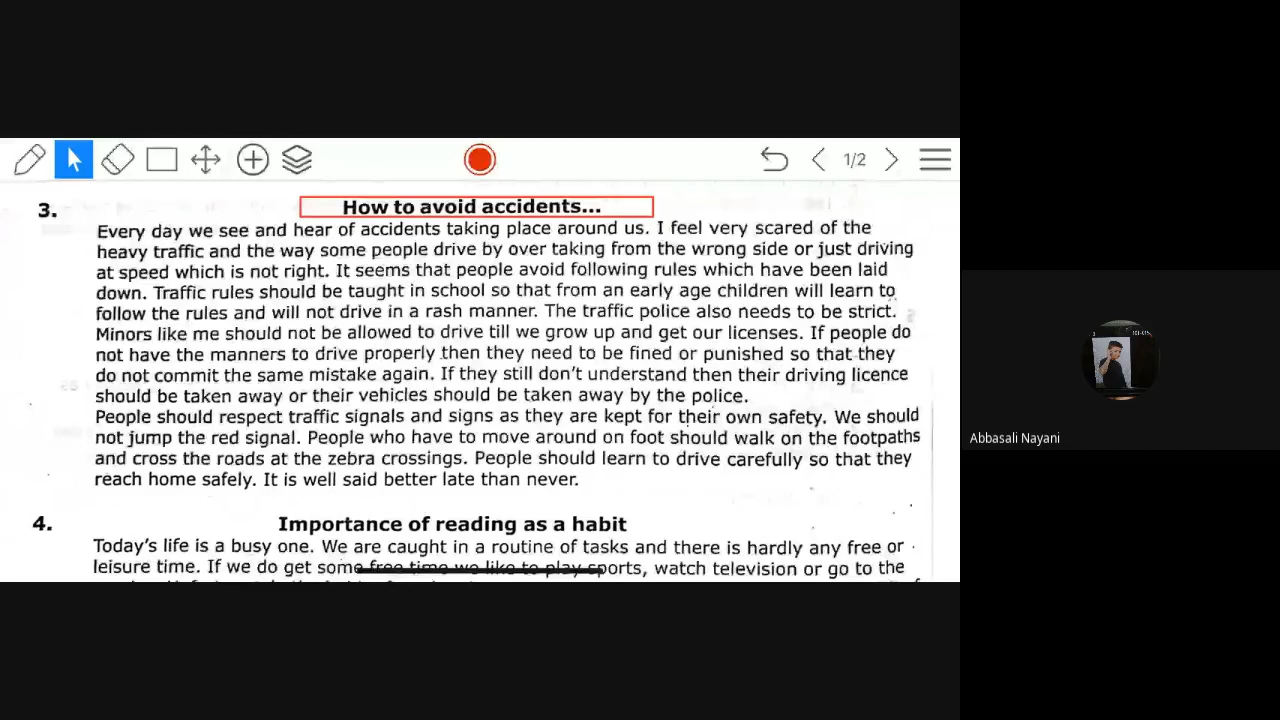 1/2
3.
How to avoid accidents...
Every day we see and hear of accidents taking place around us. I feel very scared of the
heavy traffic and the way some people drive by over taking from the wrong side or just driving
at speed which is not right. It seems that people avoid following rules which have been laid
down. Traffic rules should be taught in school so that from an early age children will learn to
follow the rules and will not drive in a rash manner. The traffic police also needs to be strict.
Minors like me should not be allowed to drive till we grow up and get our licenses. If people do
not have the manners to drive properly then they need to be fined or punished so that they
do not commit the same mistake again. If they still don't understand then their driving licence
should be taken away or their vehicles should be taken away by the police.
People should respect traffic signals and signs as they are kept for their own safety. We should
not jump the red signal. People who have to move around on foot should walk on the footpaths
and cross the roads at the zebra crossings. People should learn to drive carefully so that they
reach home safely. It is well said better late than never.
4.
Importance of reading as a habit
Today's life is a busy one. We are caught in a routine of tasks and there is hardly any free or
leisure time. If we do get some free time we like to play sports, watch television or go to the
Abbasali Nayani